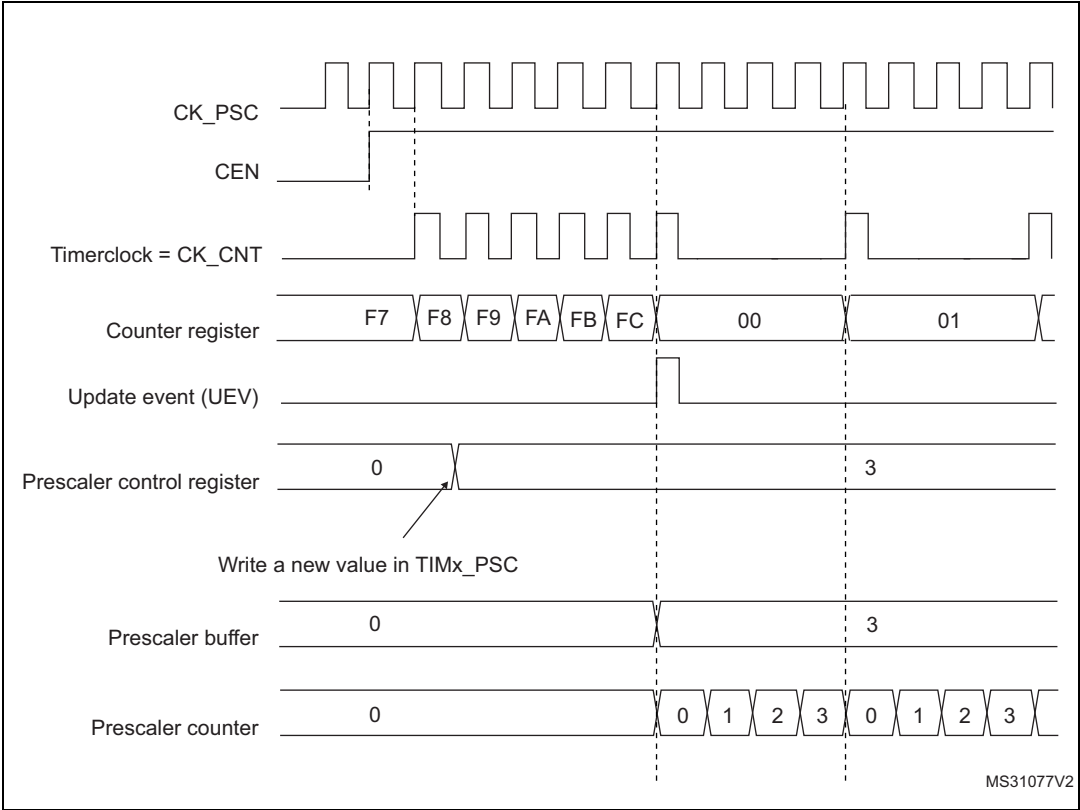 CK_PSC
CEN
Timerclock = CK_CNT
Counter register F7 F8 F9 FA FB FC 00 01
Update event (UEV)
Prescaler control register 0 3
Write a new value in TIMx_PSC
Prescaler buffer 0 3
Prescaler counter 0 0 1 2 3 0 1 2 3
MS31077V2